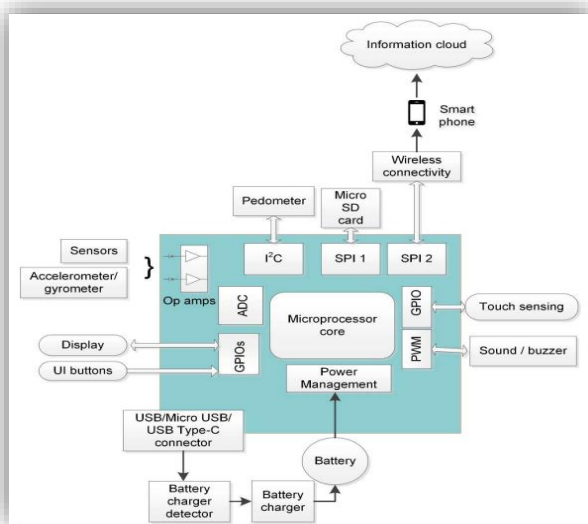 Information cloud
Smart
phone
Wireless
connectivity
Micro
SD
card
Pedometer
I²C
SPI 1
SPI 2
Sensors
Accelerometer/
gyrometer
Op amps
ADC
Microprocessor
core
GPIO
Touch sensing
Display
UI buttons
GPIOs
PWM
Sound / buzzer
Power
Management
USB/Micro USB/
USB Type-C
connector
Battery
Battery
charger
detector
Battery
charger